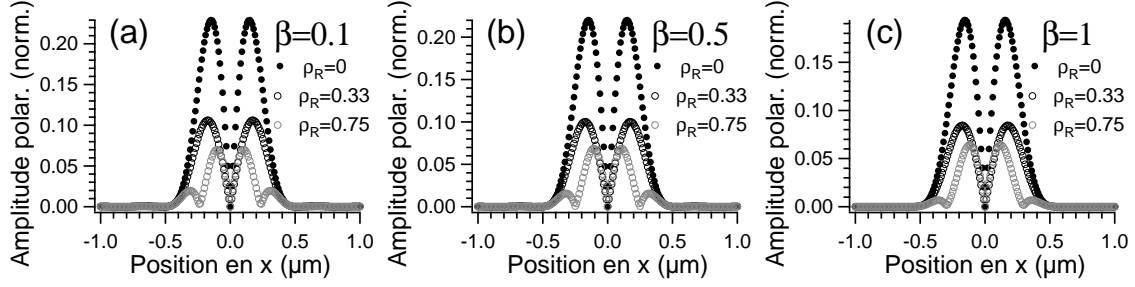 Amplitude polar. (norm.)
0.20
0.15
0.10
0.05
0.00
(a)
β=0.1
ρR=0
ρR=0.33
ρR=0.75
-1.0 -0.5 0.0 0.5 1.0
Position en x (µm)
Amplitude polar. (norm.)
0.20
0.15
0.10
0.05
0.00
(b)
β=0.5
ρR=0
ρR=0.33
ρR=0.75
-1.0 -0.5 0.0 0.5 1.0
Position en x (µm)
Amplitude polar. (norm.)
0.15
0.10
0.05
0.00
(c)
β=1
ρR=0
ρR=0.33
ρR=0.75
-1.0 -0.5 0.0 0.5 1.0
Position en x (µm)